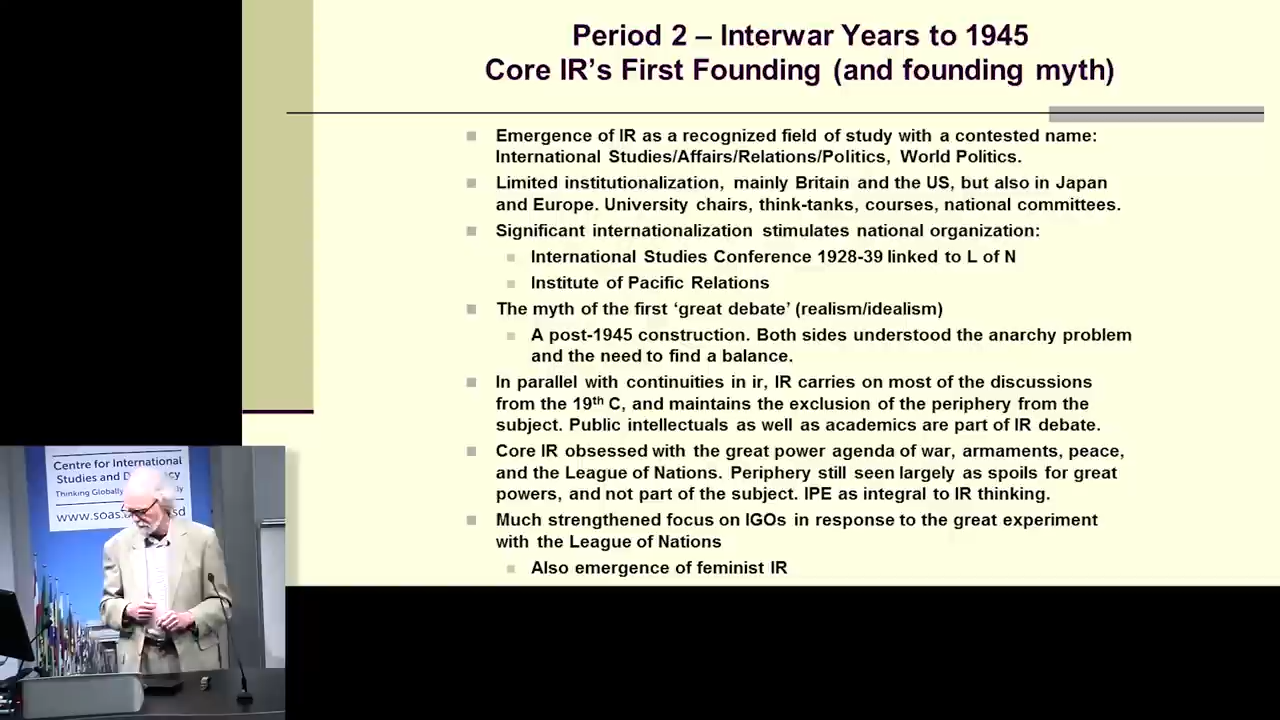 Period 2 – Interwar Years to 1945
Core IR’s First Founding (and founding myth)
Emergence of IR as a recognized field of study with a contested name:
International Studies/Affairs/Relations/Politics, World Politics.
Limited institutionalization, mainly Britain and the US, but also in Japan
and Europe. University chairs, think-tanks, courses, national committees.
Significant internationalization stimulates national organization:
International Studies Conference 1928-39 linked to L of N
Institute of Pacific Relations
The myth of the first ‘great debate’ (realism/idealism)
A post-1945 construction. Both sides understood the anarchy problem
and the need to find a balance.
In parallel with continuities in ir, IR carries on most of the discussions
from the 19th C, and maintains the exclusion of the periphery from the
subject. Public intellectuals as well as academics are part of IR debate.
Core IR obsessed with the great power agenda of war, armaments, peace,
and the League of Nations. Periphery still seen largely as spoils for great
powers, and not part of the subject. IPE as integral to IR thinking.
Much strengthened focus on IGOs in response to the great experiment
with the League of Nations
Also emergence of feminist IR
Centre for International
Studies and
Thinking
www.soas.